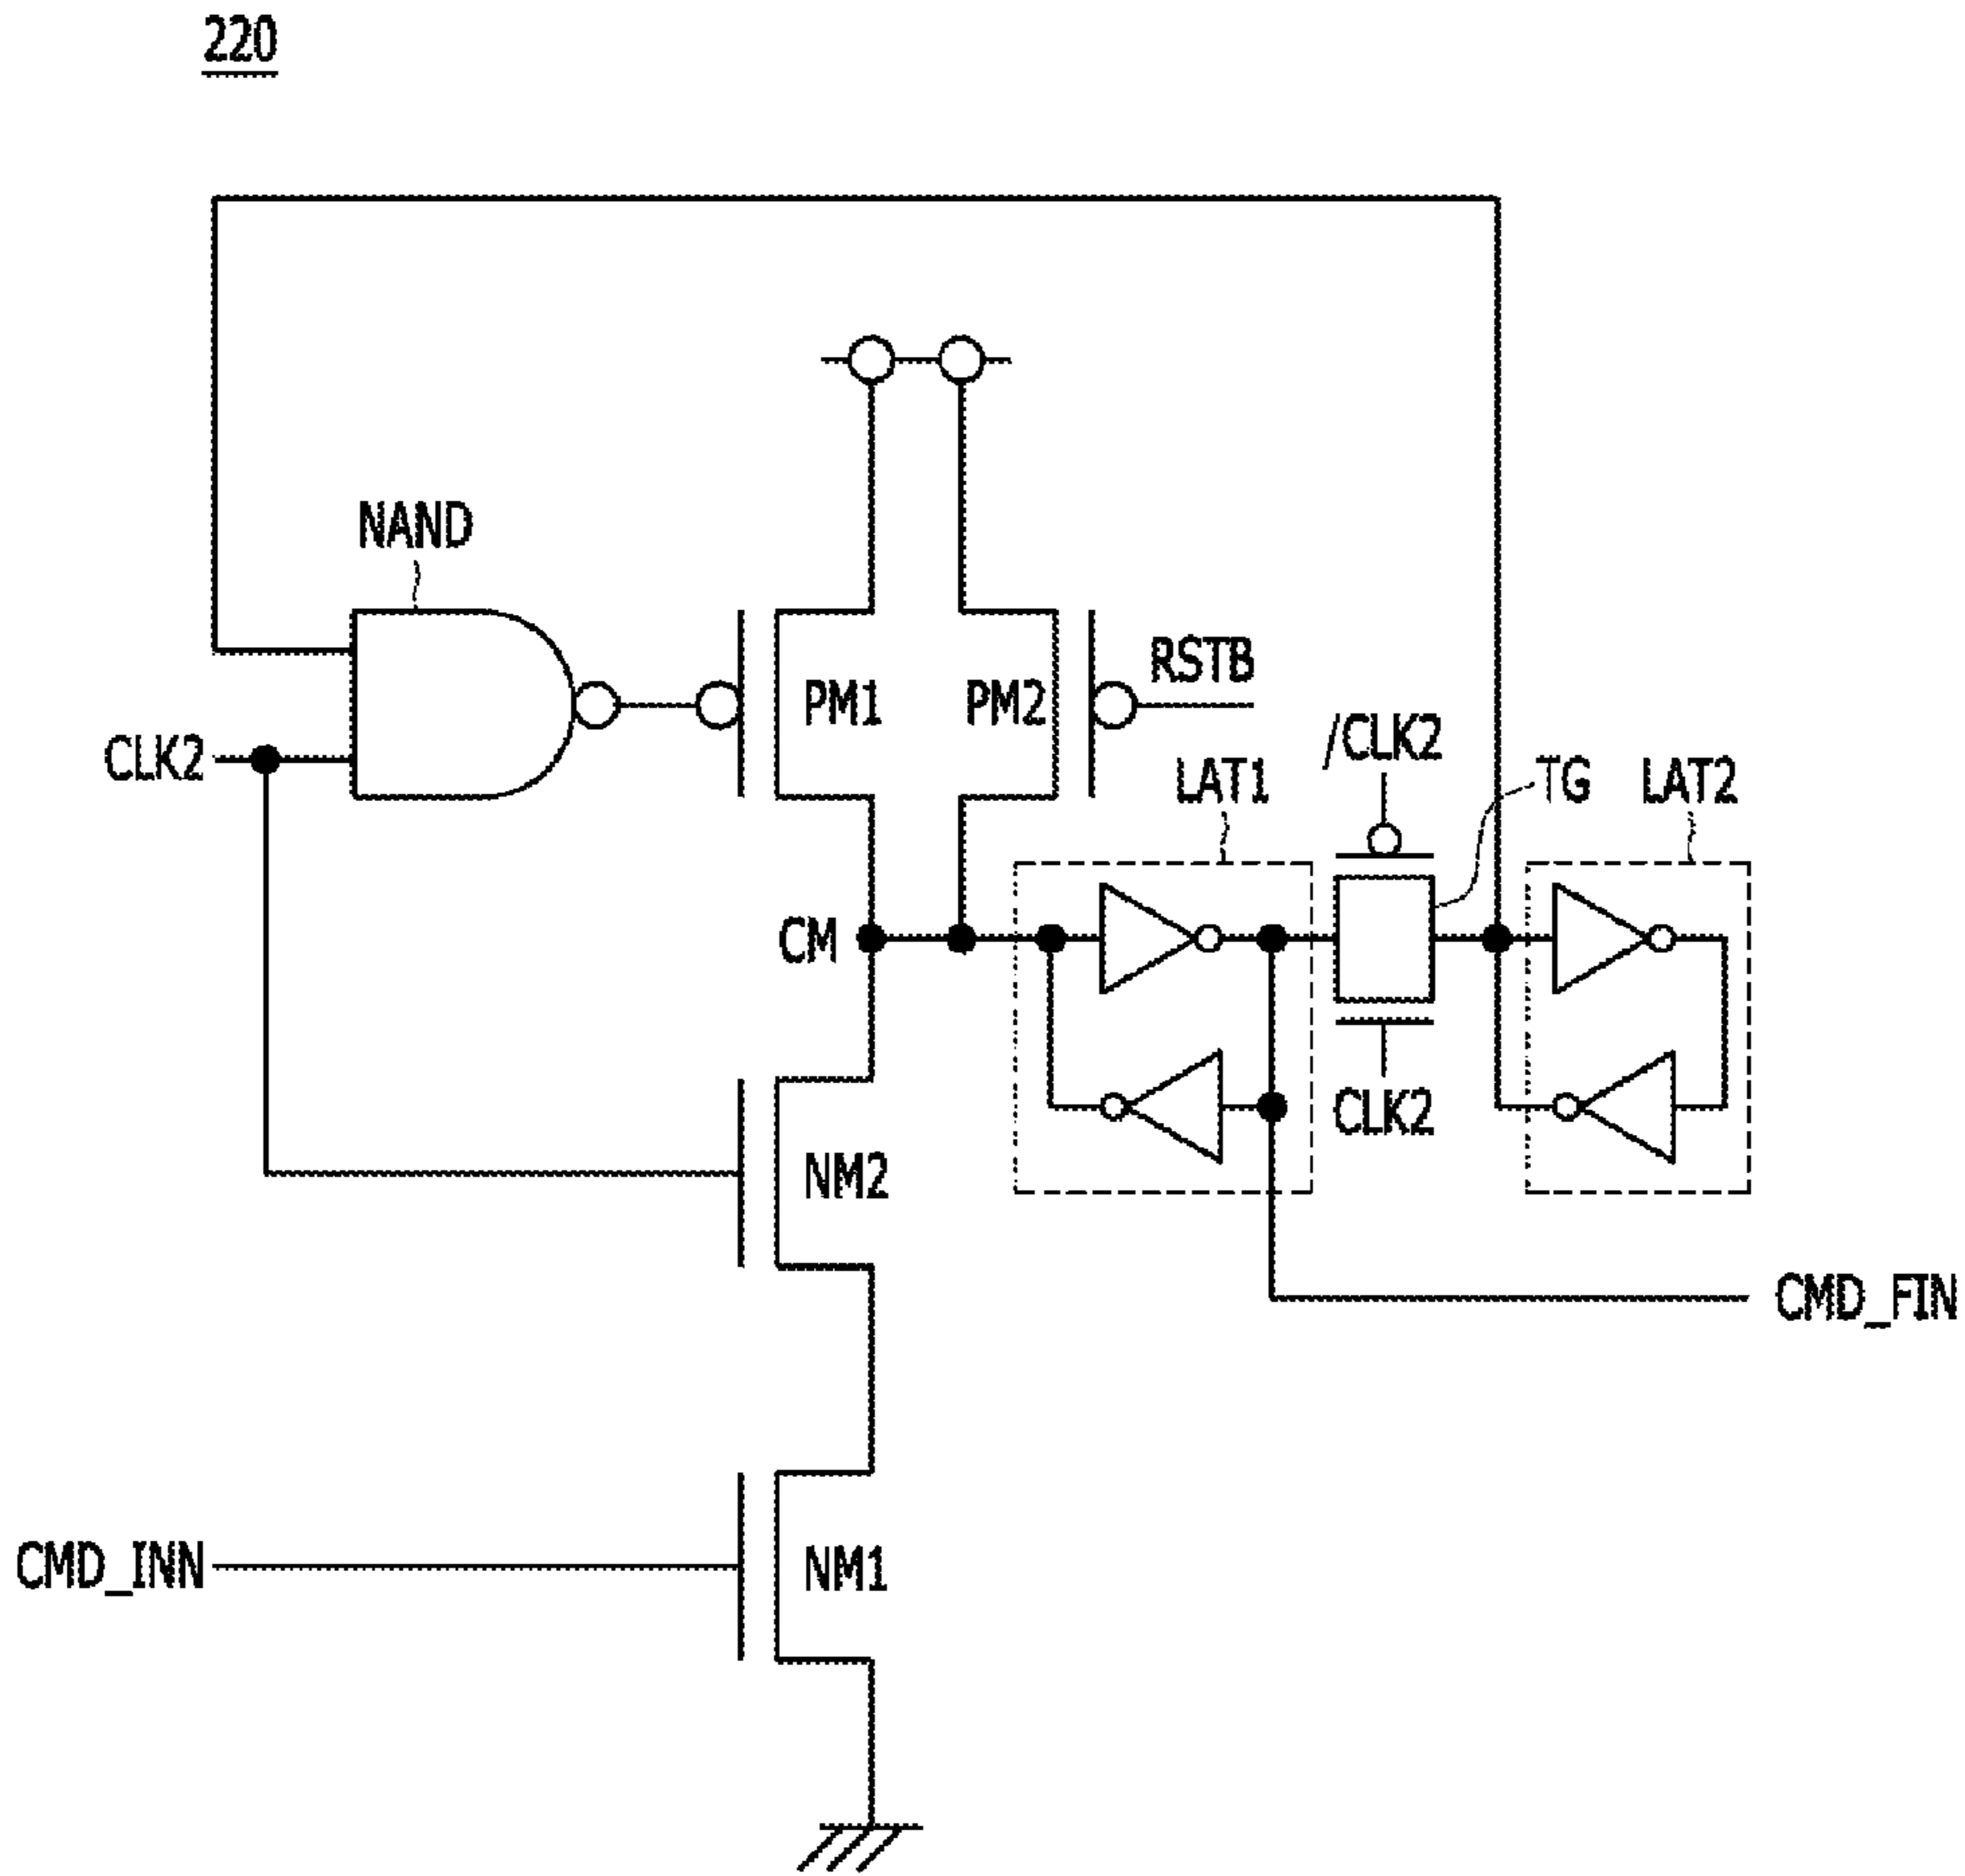 220
NAND
PM1
PM2
RSTB
CLK2
/CLK2
LAT1
TG
LAT2
CM
CLK2
NM2
CMD_FIN
CMD_INN
NM1